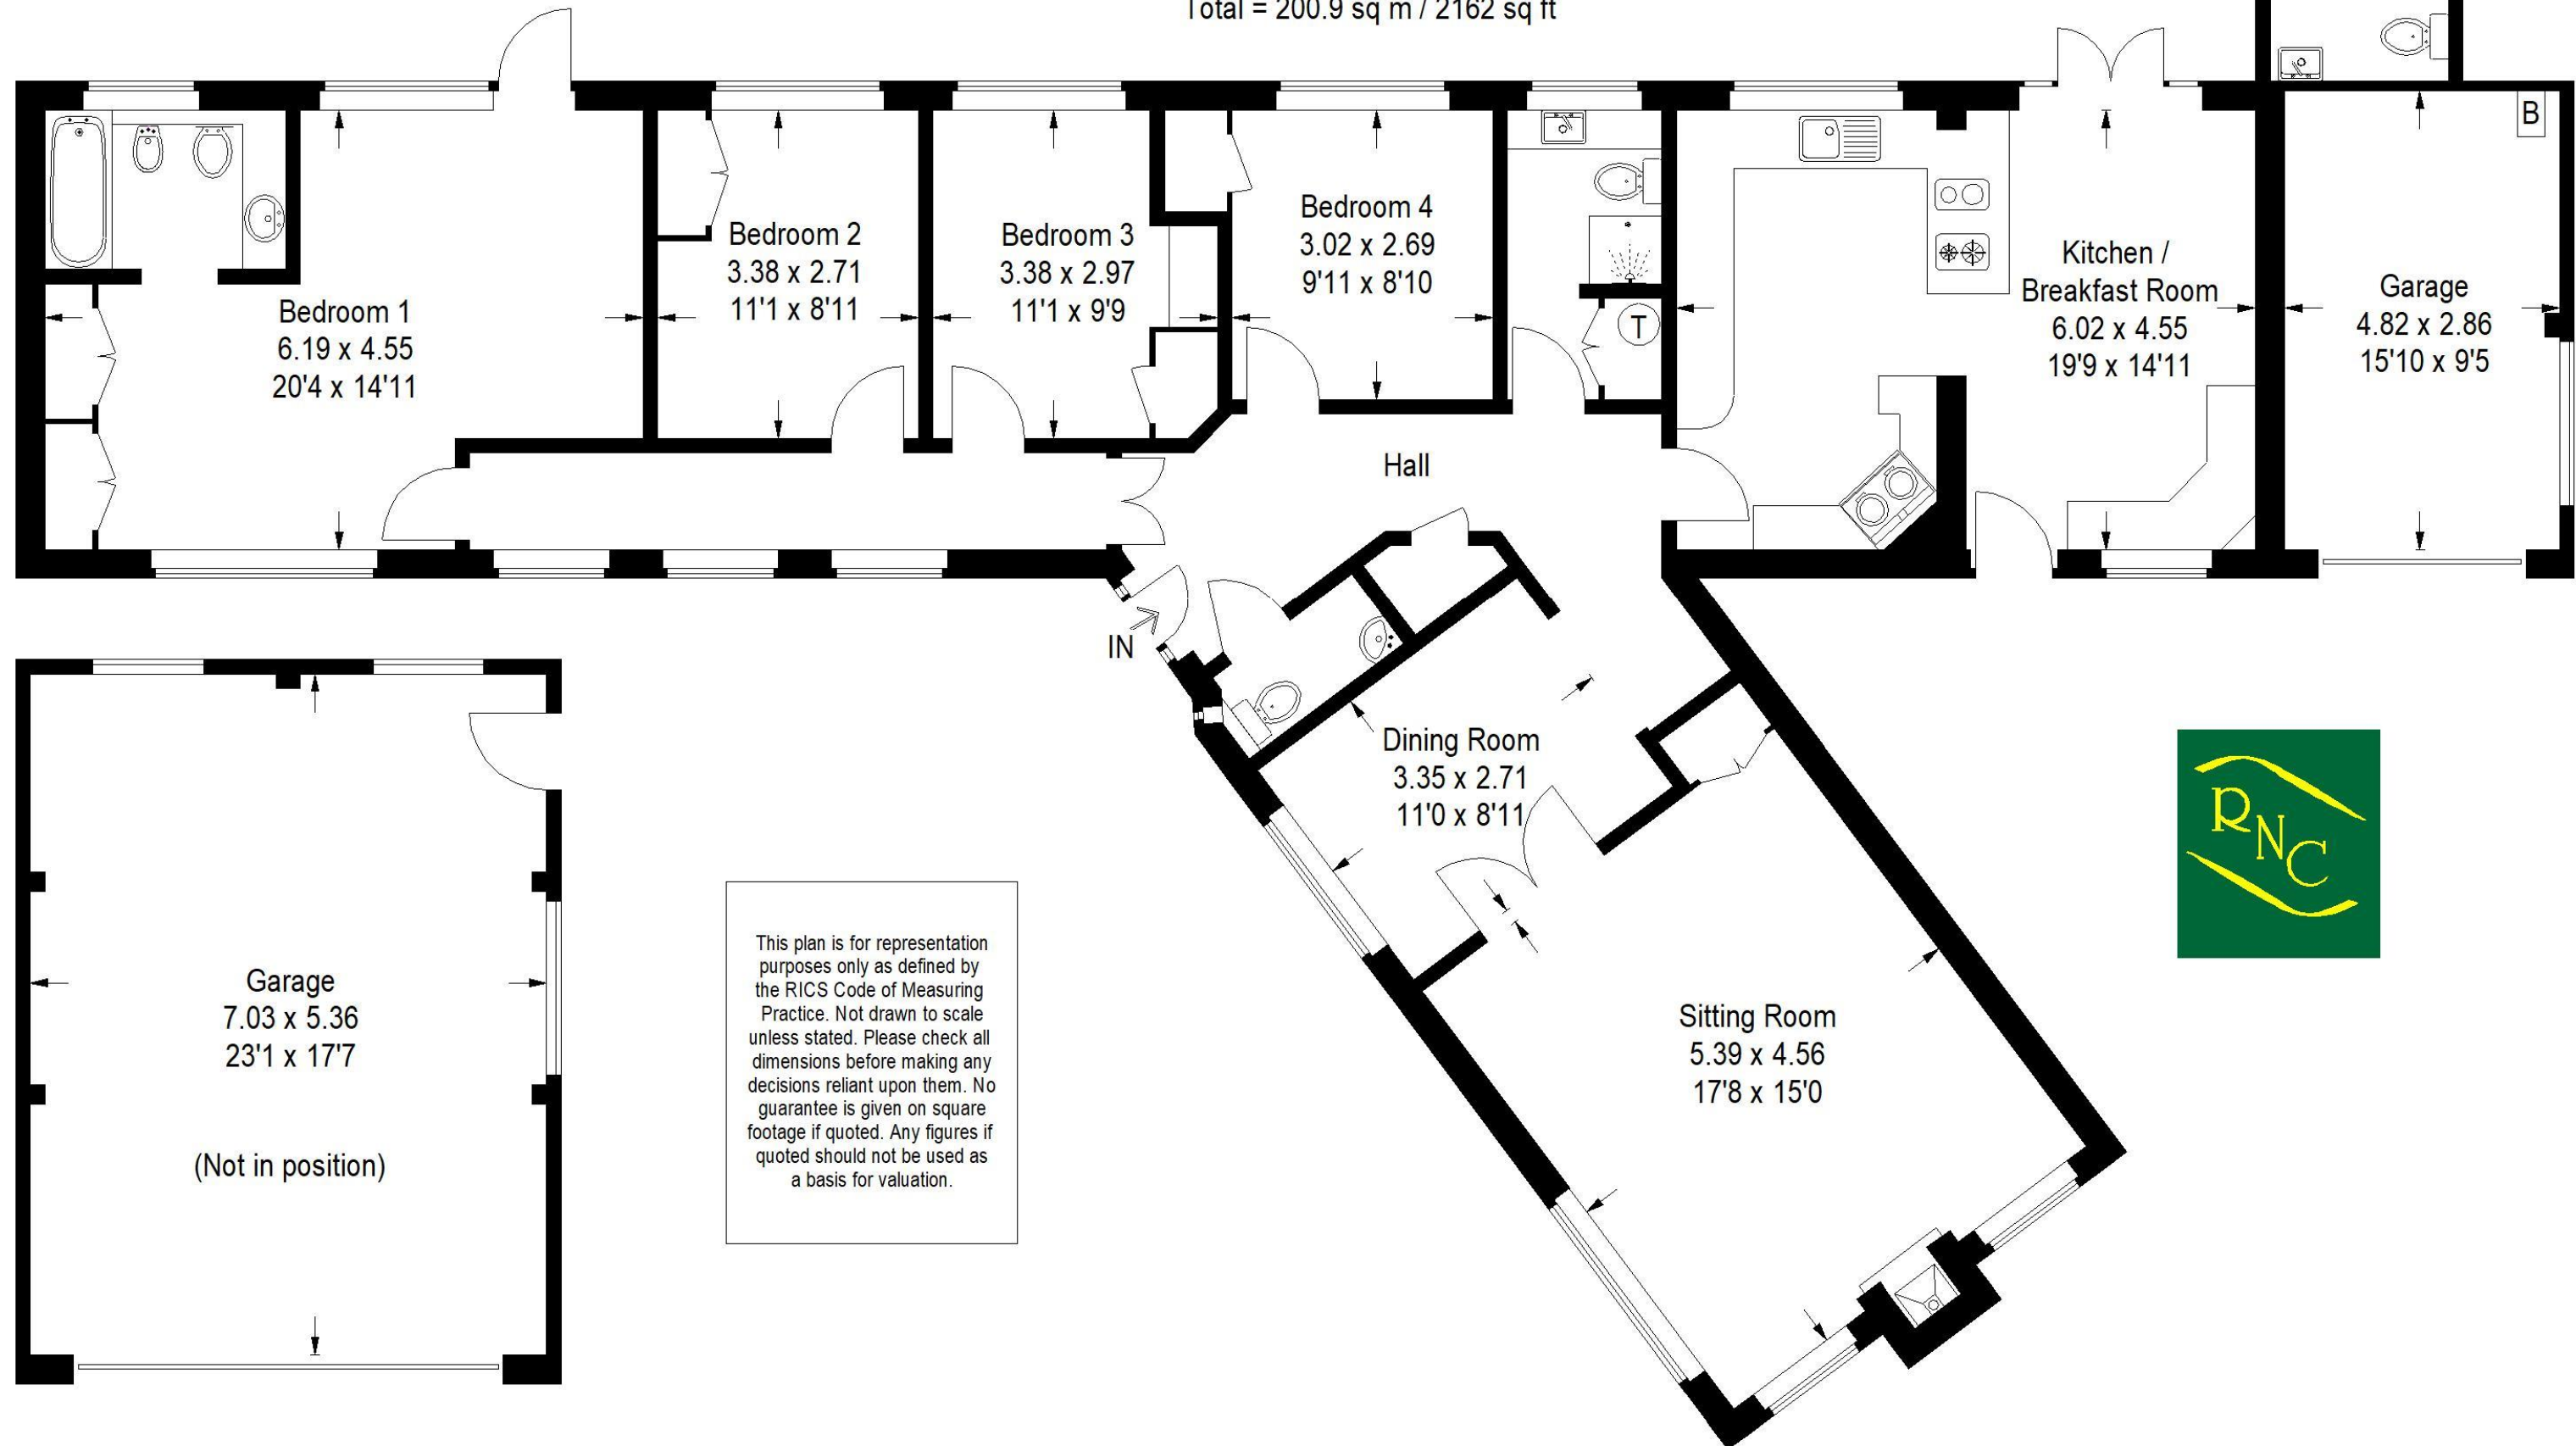 Total = 200.9 sq m / 2162 sq ft
B
Bedroom 1
6.19 x 4.55
20'4 x 14'11
Bedroom 2
3.38 x 2.71
11'1 x 8'11
Bedroom 3
3.38 x 2.97
11'1 x 9'9
Bedroom 4
3.02 x 2.69
9'11 x 8'10
T
Kitchen /
Breakfast Room
6.02 x 4.55
19'9 x 14'11
Garage
4.82 x 2.86
15'10 x 9'5
Hall
IN
Dining Room
3.35 x 2.71
11'0 x 8'11
RNC
Garage
7.03 x 5.36
23'1 x 17'7
(Not in position)
This plan is for representation
purposes only as defined by
the RICS Code of Measuring
Practice. Not drawn to scale
unless stated. Please check all
dimensions before making any
decisions reliant upon them. No
guarantee is given on square
footage if quoted. Any figures if
quoted should not be used as
a basis for valuation.
Sitting Room
5.39 x 4.56
17'8 x 15'0